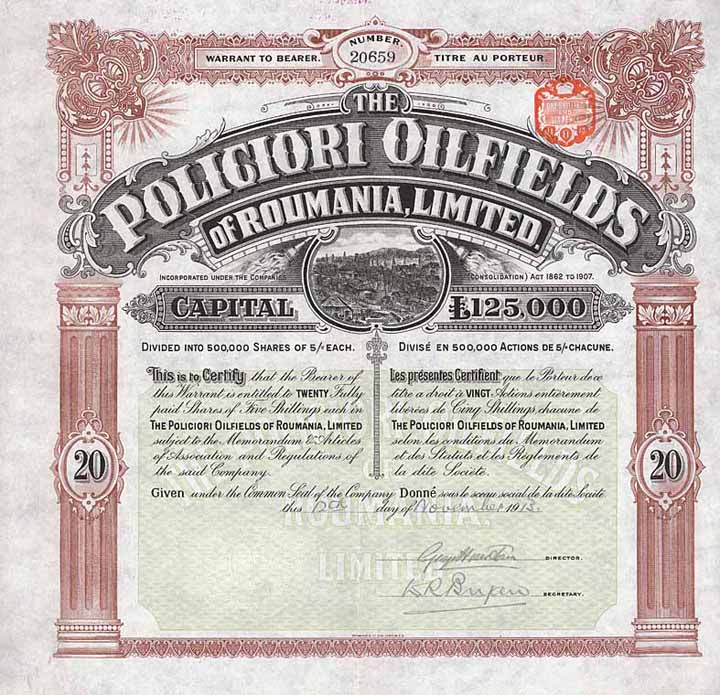 NUMBER.
WARRANT TO BEARER. 20659 TITRE AU PORTEUR.
THE
POLICIORI OILFIELDS
OF ROUMANIA, LIMITED.
INCORPORATED UNDER THE COMPANIES CONSOLIDATION) ACT 1862 TO 1907.
CAPITAL £125,000
DIVIDED INTO 500,000 SHARES OF 5/- EACH.
DIVISÉ EN 500,000 ACTIONS DE 5/- CHACUNE.
This is to Certify that the Bearer of
this Warrant is entitled to TWENTY Fully
paid Shares of Five Shillings each in
THE POLICIORI OILFIELDS OF ROUMANIA, LIMITED
subject to the Memorandum & Articles
of Association and Regulations of
the said Company.
Les présentes Certifient que le Porteur de ce
titre a droit à VINGT Actions entièrement
libérées de Cinq Shillings chacune de
THE POLICIORI OILFIELDS OF ROUMANIA, LIMITED
selon les conditions du Memorandum
et des Statuts et les Règlements de
la dite Société.
20 20
Given under the Common Seal of the Company Donné sous le sceau social de la dite Société
this day of November 1913.
ROUMANIA.
LIMITED
DIRECTOR.
SECRETARY.